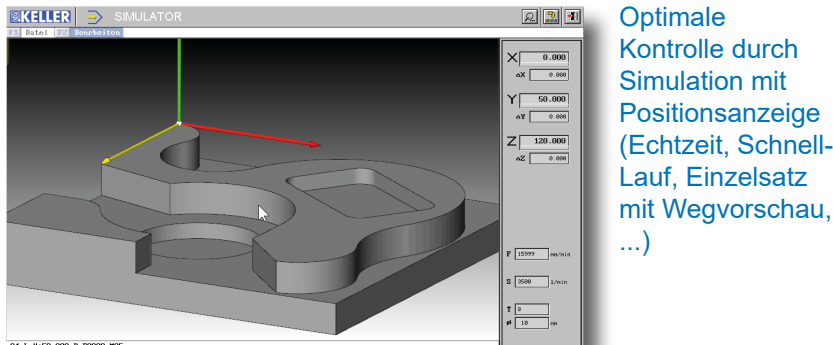 KELLER SIMULATOR
F1 Datei F2 Bearbeiten
X 0.000
ΔX 0.000
Y 50.000
ΔY 0.000
Z 120.000
ΔZ 0.000
F 15999 mm/min
S 3500 1/min
T 8
ø 10 mm
Optimale
Kontrolle durch
Simulation mit
Positionsanzeige
(Echtzeit, Schnell-
Lauf, Einzelsatz
mit Wegvorschau,
...)